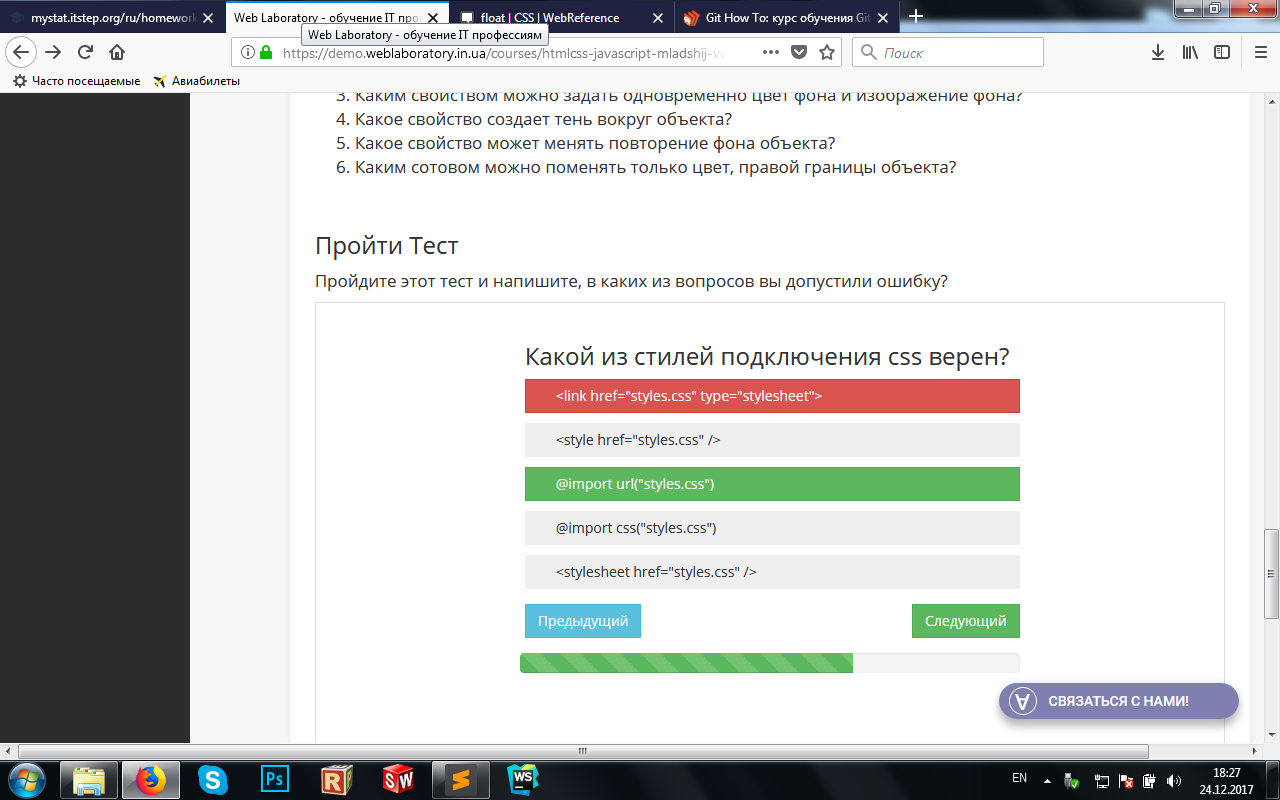 mystat.itstep.org/ru/homework
Web Laboratory - обучение IT про
float | CSS | WebReference
Git How To: курс обучения Git
Web Laboratory - обучение IT профессиям
https://demo.weblaboratory.in.ua/courses/htmlcss-javascript-mladshij-ve
Поиск
Часто посещаемые
Авиабилеты
3. Каким свойством можно задать одновременно цвет фона и изображение фона?
4. Какое свойство создает тень вокруг объекта?
5. Какое свойство может менять повторение фона объекта?
6. Каким сотовом можно поменять только цвет, правой границы объекта?
Пройти Тест
Пройдите этот тест и напишите, в каких из вопросов вы допустили ошибку?
Какой из стилей подключения css верен?
<link href="styles.css" type="stylesheet">
<style href="styles.css" />
@import url("styles.css")
@import css("styles.css")
<stylesheet href="styles.css" />
Предыдущий
Следующий
СВЯЗАТЬСЯ С НАМИ!
Ps
R
SW
S
WS
EN
18:27
24.12.2017